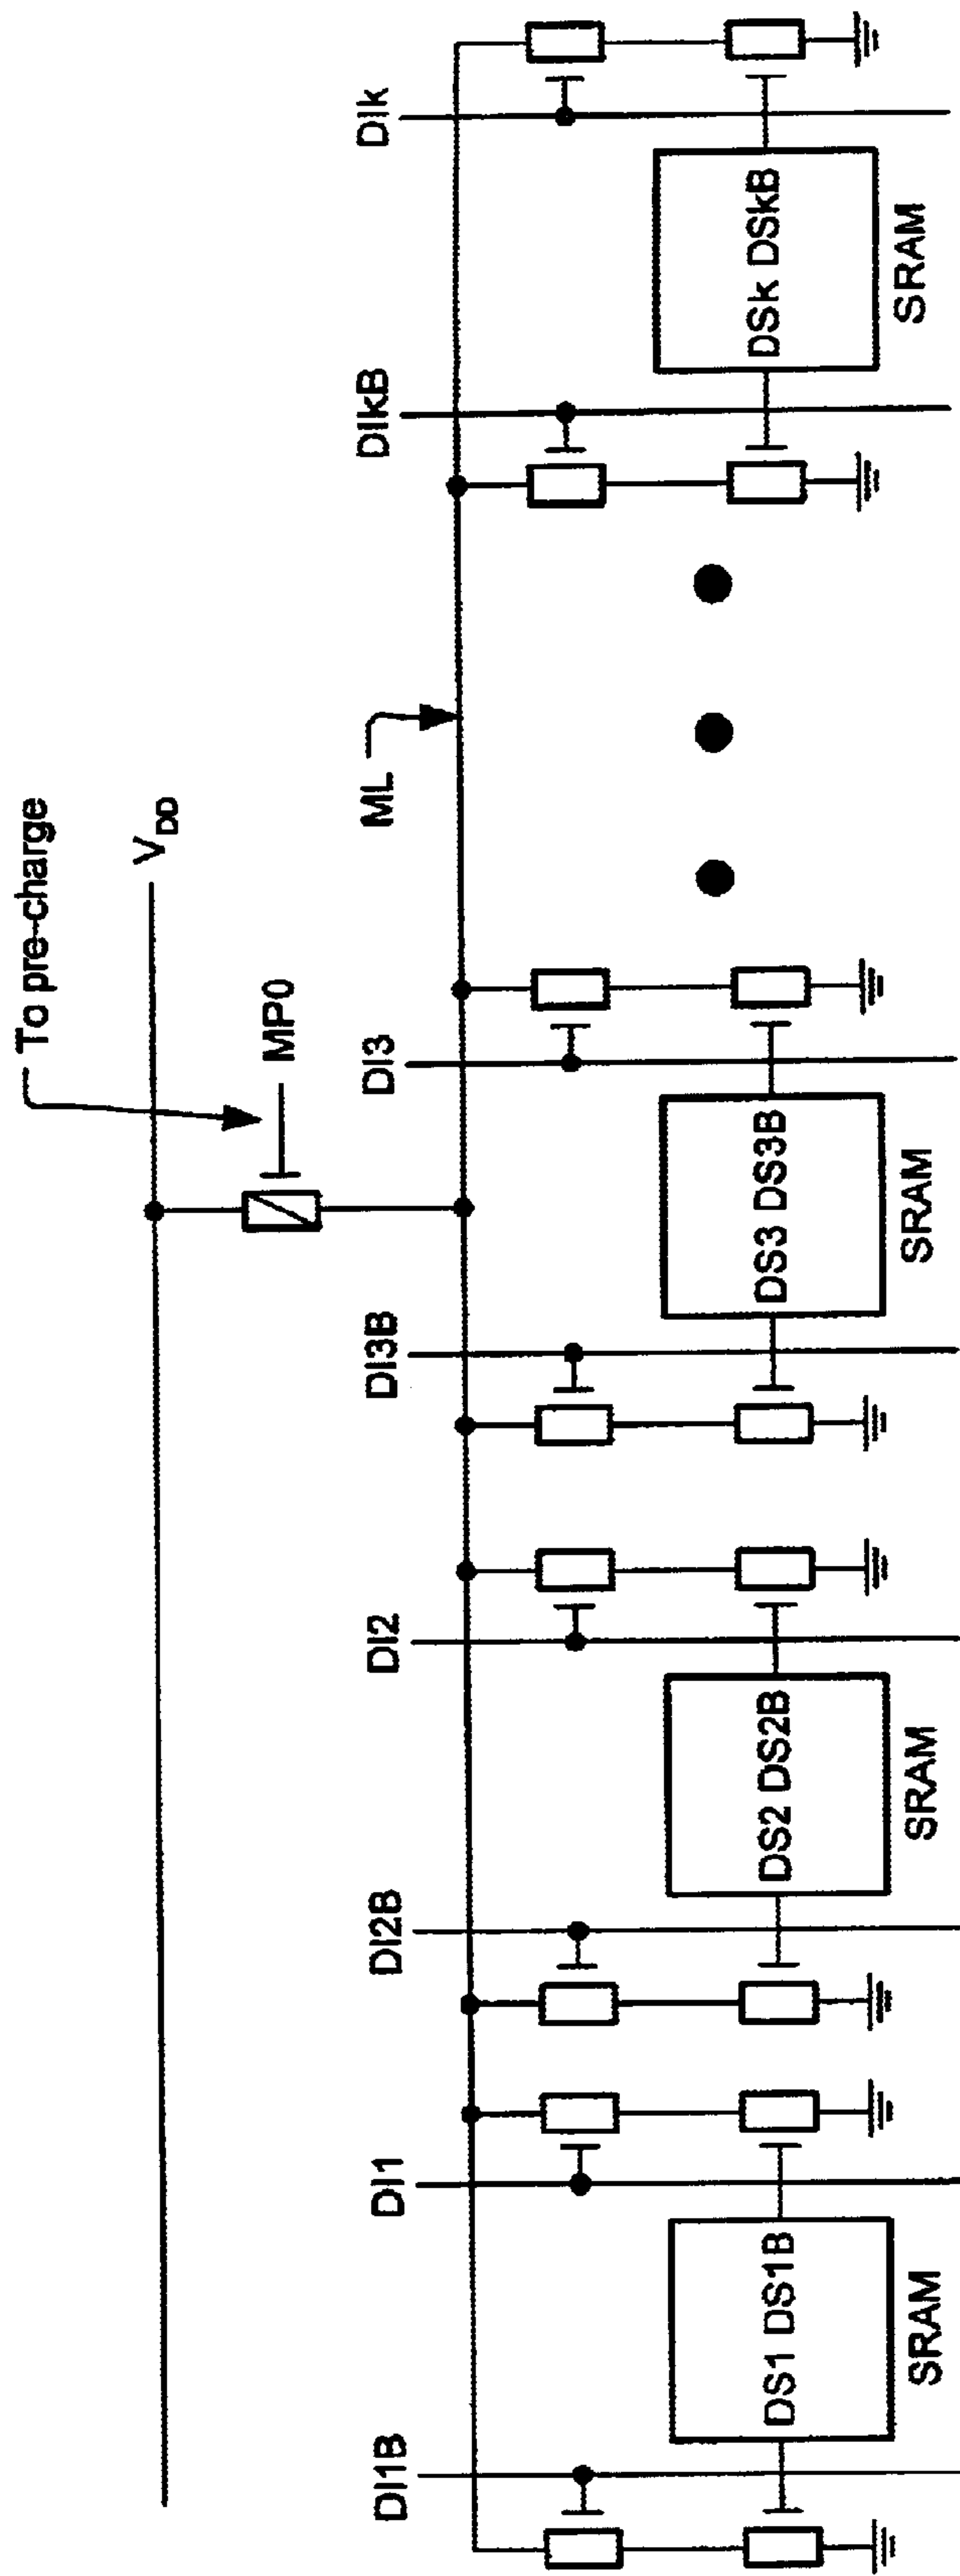 To pre-charge
V_DD
MP0
ML
DI1B
DI1
DI2B
DI2
DI3B
DI3
DIkB
DIk
DS1 DS1B
DS2 DS2B
DS3 DS3B
DSk DSkB
SRAM
SRAM
SRAM
SRAM